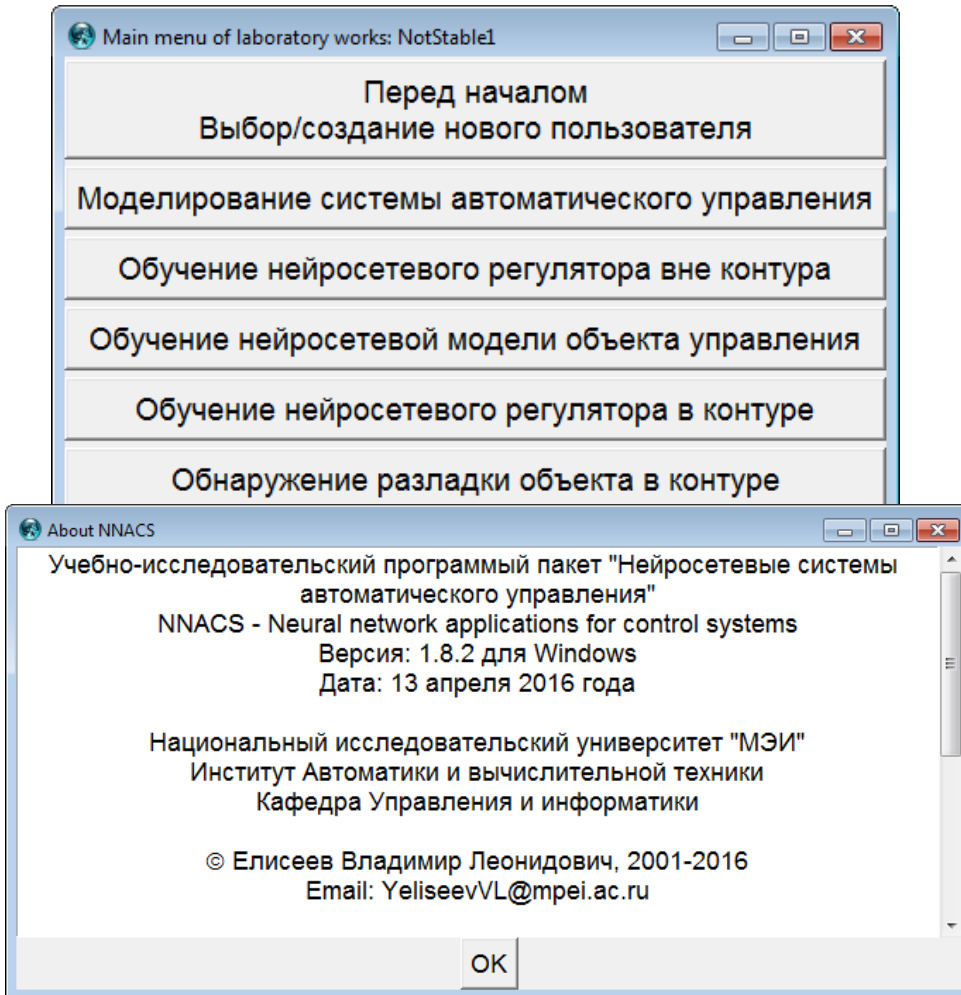 Main menu of laboratory works: NotStable1
Перед началом
Выбор/создание нового пользователя
Моделирование системы автоматического управления
Обучение нейросетевого регулятора вне контура
Обучение нейросетевой модели объекта управления
Обучение нейросетевого регулятора в контуре
Обнаружение разладки объекта в контуре
About NNACS
Учебно-исследовательский програмный пакет "Нейросетевые системы
автоматического управления"
NNACS - Neural network applications for control systems
Версия: 1.8.2 для Windows
Дата: 13 апреля 2016 года
Национальный исследовательский университет "МЭИ"
Институт Автоматики и вычислительной техники
Кафедра Управления и информатики
© Елисеев Владимир Леонидович, 2001-2016
Email: YeliseevVL@mpei.ac.ru
OK